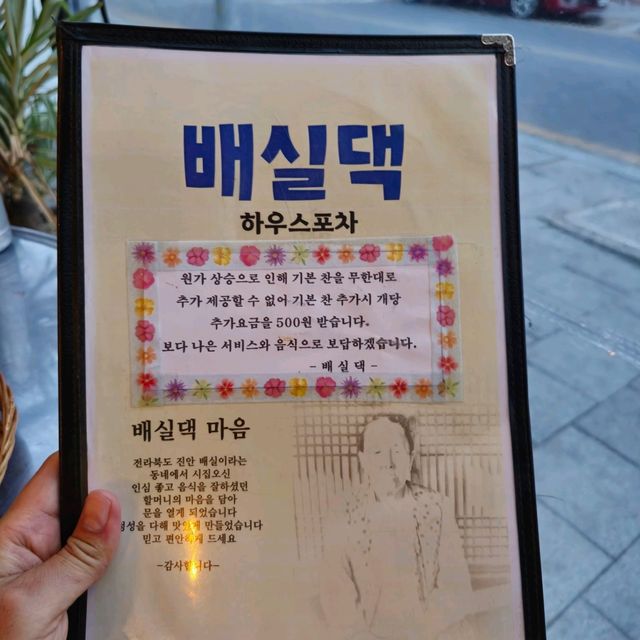 배실댁
하우스포차
원가 상승으로 인해 기본 찬을 무한대로
추가 제공할 수 없어 기본 찬 추가시 개당
추가요금을 500원 받습니다.
보다 나은 서비스와 음식으로 보답하겠습니다.
- 배 실 댁 -
배실댁 마음
전라북도 진안 배실이라는
동네에서 시집오신
인심 좋고 음식을 잘하셨던
할머니의 마음을 담아
문을 열게 되었습니다
다해 만들었습니다
믿고 편안하게 드세요
-감사합니다-